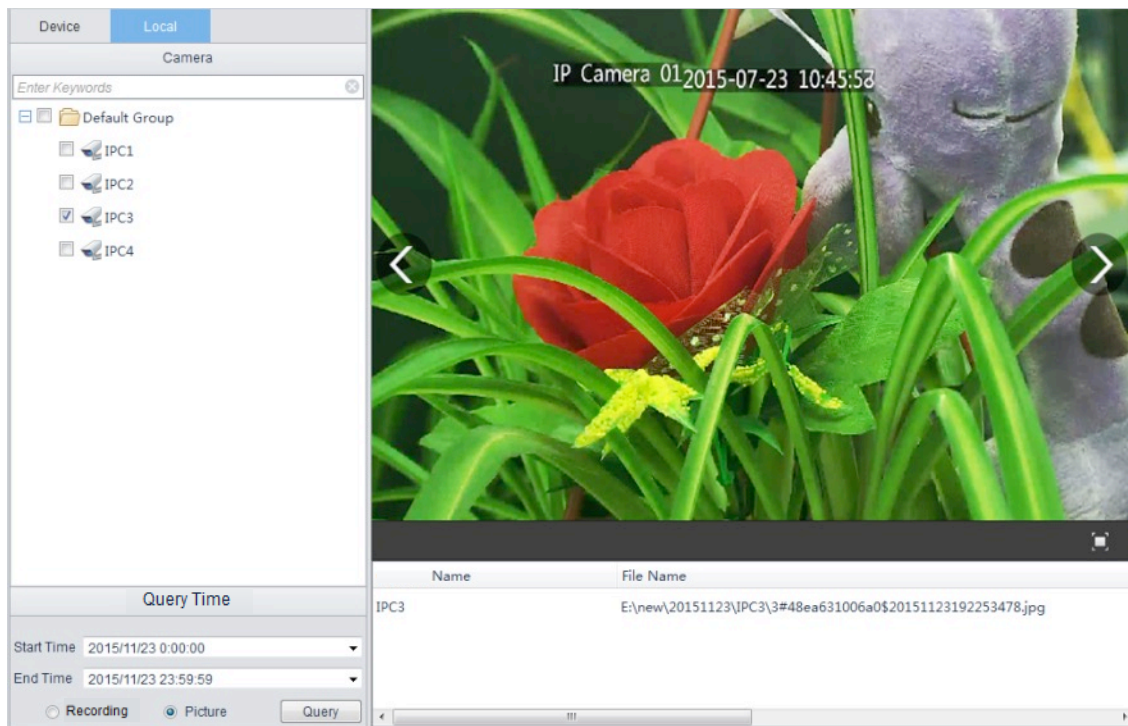 Device Local
Camera
Enter Keywords
Default Group
IPC1
IPC2
IPC3
IPC4
Query Time
Start Time 2015/11/23 0:00:00
End Time 2015/11/23 23:59:59
Recording Picture Query
IP Camera 01 2015-07-23 10:45:58
Name File Name
IPC3 E:\new\20151123\IPC3\3#48ea631006a0$20151123192253478.jpg